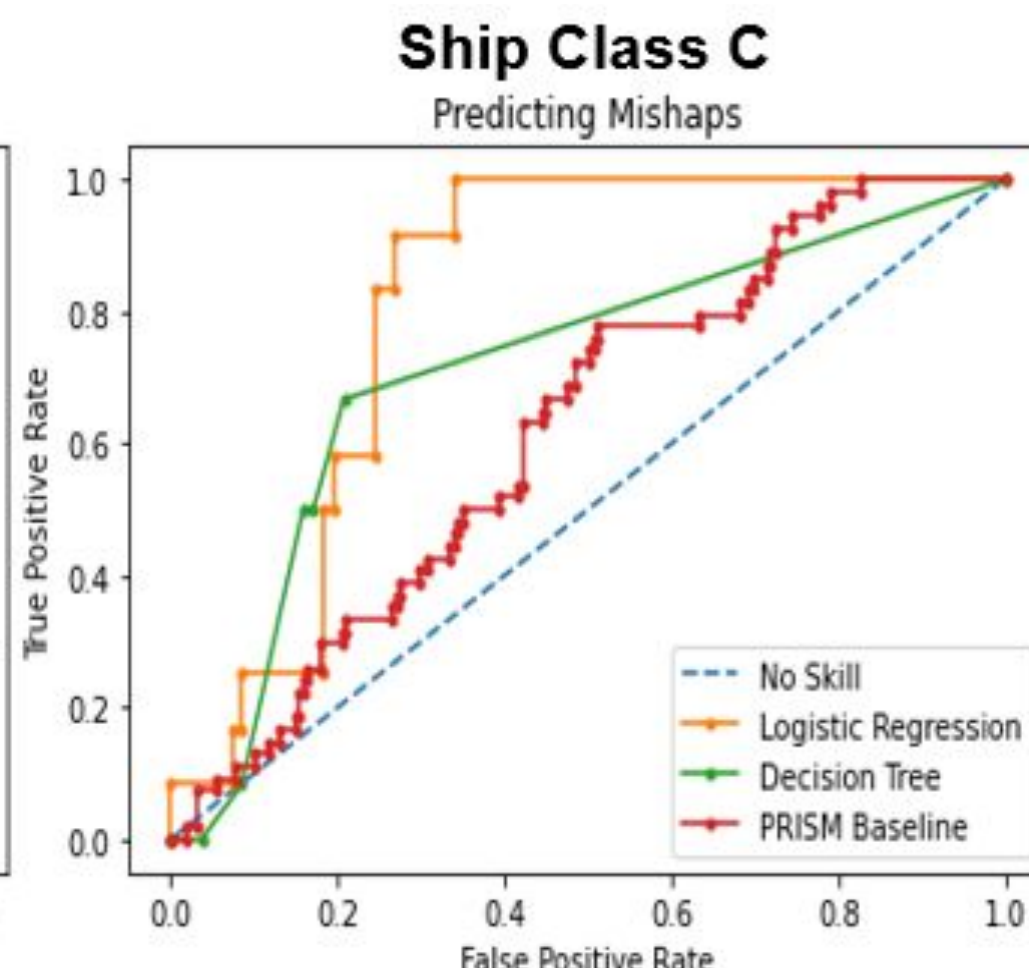 Ship Class C
Predicting Mishaps
True Positive Rate
1.0
0.8
0.6
0.4
0.2
0.0
No Skill
Logistic Regression
Decision Tree
PRISM Baseline
0.0 0.2 0.4 0.6 0.8 1.0
False Positive Rate